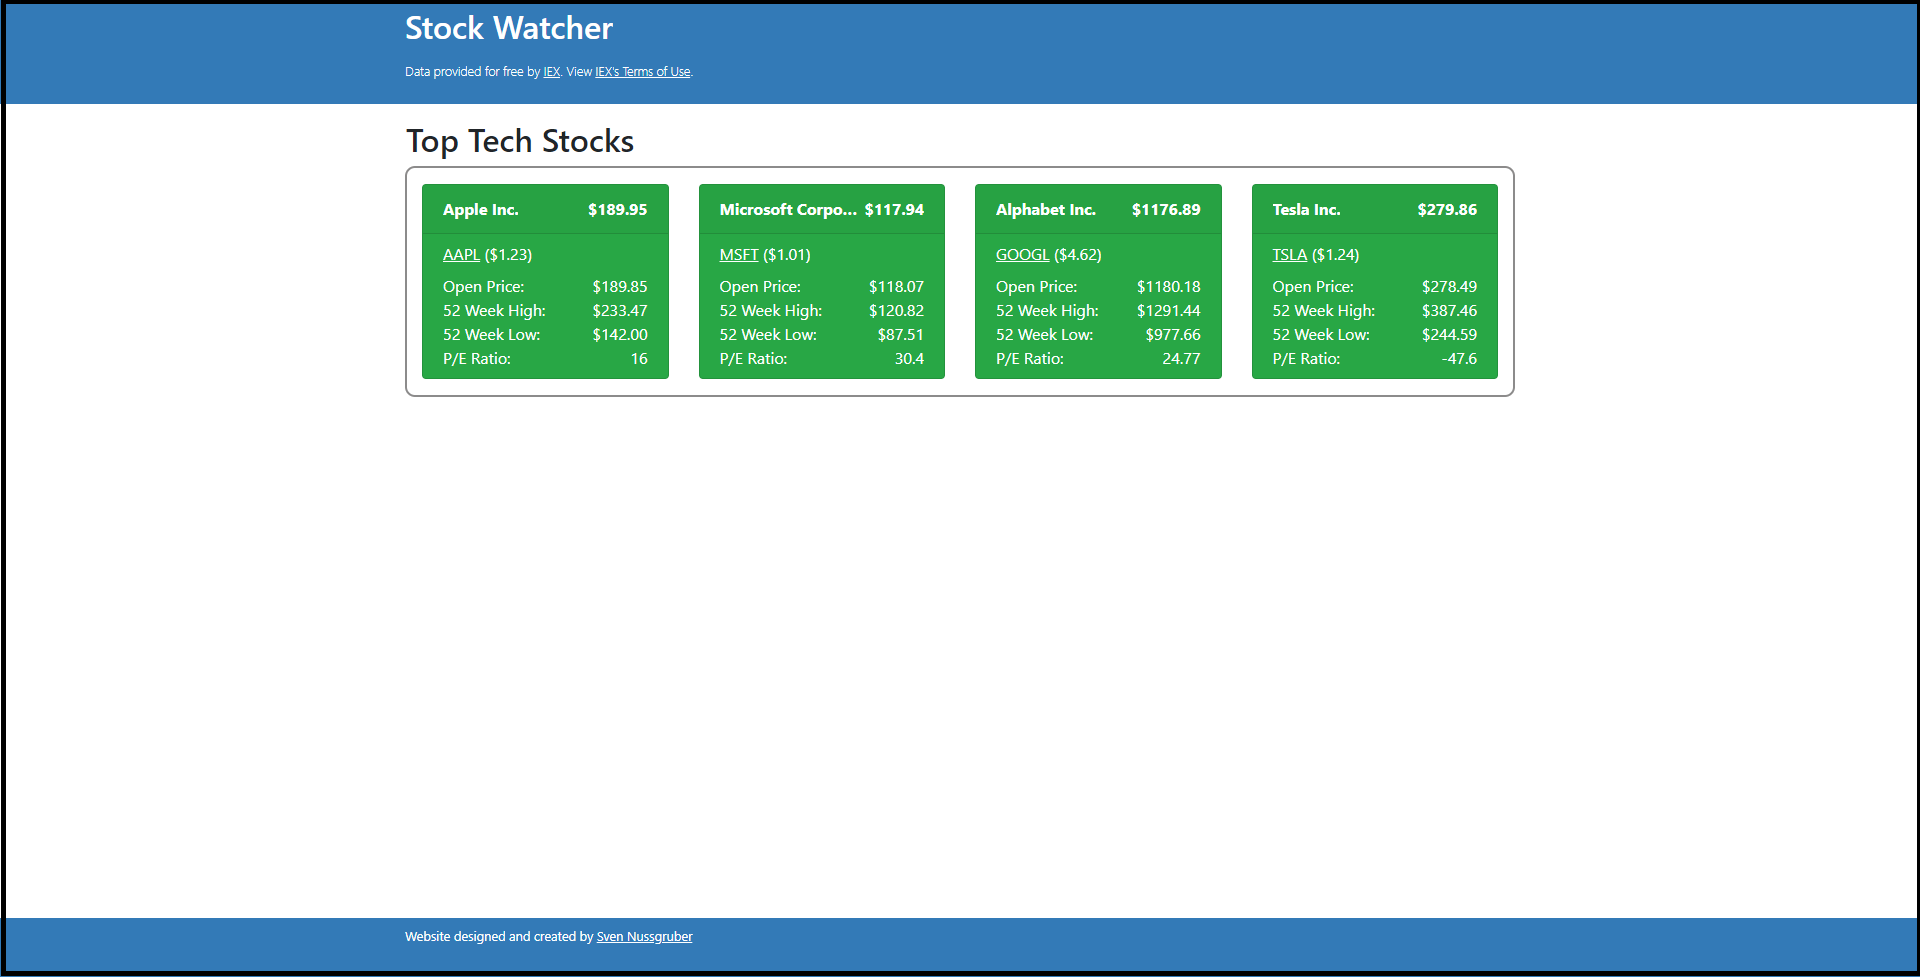 Stock Watcher
Data provided for free by IEX. View IEX's Terms of Use.
Top Tech Stocks
Apple Inc. $189.95
AAPL ($1.23)
Open Price: $189.85
52 Week High: $233.47
52 Week Low: $142.00
P/E Ratio: 16
Microsoft Corpo... $117.94
MSFT ($1.01)
Open Price: $118.07
52 Week High: $120.82
52 Week Low: $87.51
P/E Ratio: 30.4
Alphabet Inc. $1176.89
GOOGL ($4.62)
Open Price: $1180.18
52 Week High: $1291.44
52 Week Low: $977.66
P/E Ratio: 24.77
Tesla Inc. $279.86
TSLA ($1.24)
Open Price: $278.49
52 Week High: $387.46
52 Week Low: $244.59
P/E Ratio: -47.6
Website designed and created by Sven Nussgruber